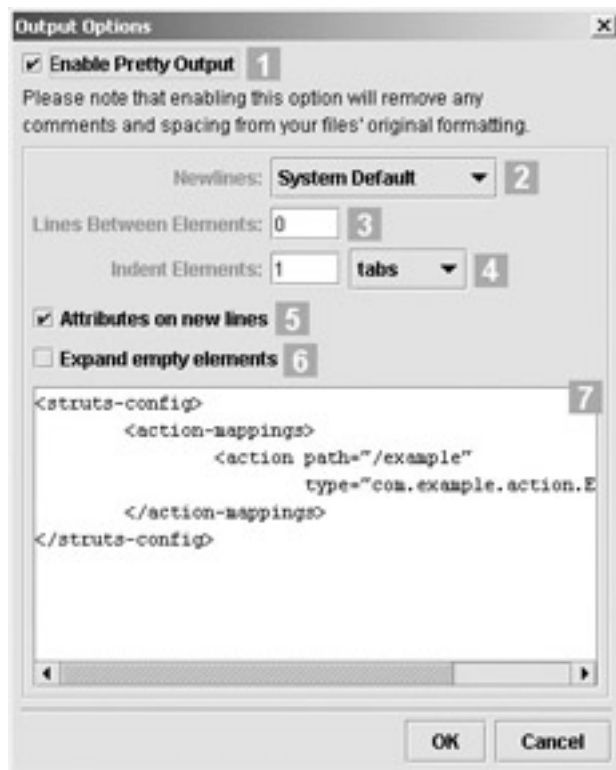 Output Options
Enable Pretty Output 1
Please note that enabling this option will remove any
comments and spacing from your files' original formatting.
Newlines: System Default 2
Lines Between Elements: 0 3
Indent Elements: 1 tabs 4
Attributes on new lines 5
Expand empty elements 6
7
<struts-config>
<action-mappings>
<action path="/example"
type="com.example.action.E
</action-mappings>
</struts-config>
OK Cancel